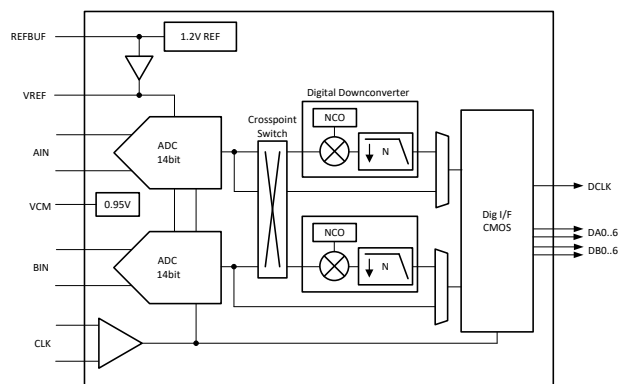 REFBUF
1.2V REF
VREF
Digital Downconverter
Crosspoint
Switch
NCO
ADC
14bit
N
AIN
Dig I/F
CMOS
DCLK
VCM
0.95V
DA0..6
DB0..6
NCO
BIN
ADC
14bit
N
CLK